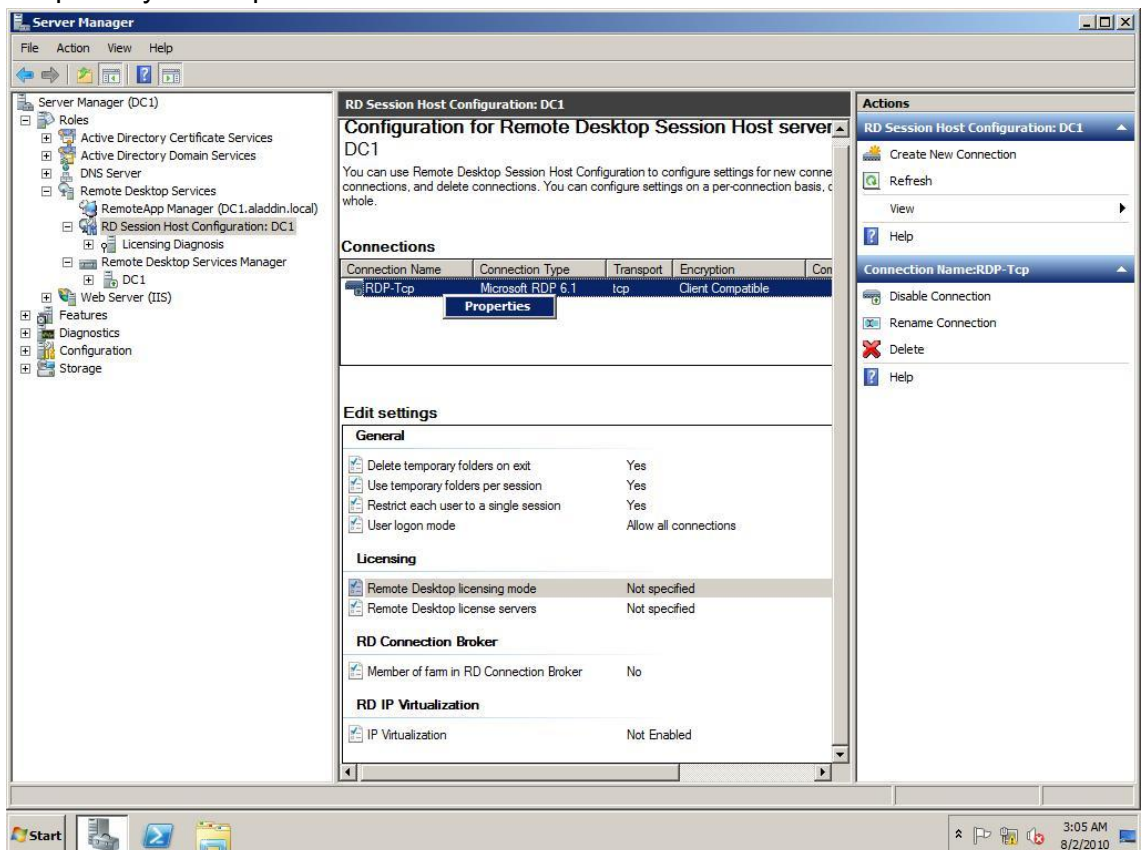 Server Manager
File Action View Help
Server Manager (DC1)
Roles
Active Directory Certificate Services
Active Directory Domain Services
DNS Server
Remote Desktop Services
RemoteApp Manager (DC1.aladdin.local)
RD Session Host Configuration: DC1
Licensing Diagnosis
Remote Desktop Services Manager
DC1
Web Server (IIS)
Features
Diagnostics
Configuration
Storage
RD Session Host Configuration: DC1
Configuration for Remote Desktop Session Host server
DC1
You can use Remote Desktop Session Host Configuration to configure settings for new conne
connections, and delete connections. You can configure settings on a per-connection basis, c
whole.
Connections
Connection Name Connection Type Transport Encryption Con
RDP-Tcp Microsoft RDP 6.1 tcp Client Compatible
Properties
Edit settings
General
Delete temporary folders on exit Yes
Use temporary folders per session Yes
Restrict each user to a single session Yes
User logon mode Allow all connections
Licensing
Remote Desktop licensing mode Not specified
Remote Desktop license servers Not specified
RD Connection Broker
Member of farm in RD Connection Broker No
RD IP Virtualization
IP Virtualization Not Enabled
Actions
RD Session Host Configuration: DC1
Create New Connection
Refresh
View
Help
Connection Name:RDP-Tcp
Disable Connection
Rename Connection
Delete
Help
Start
3:05 AM
8/2/2010